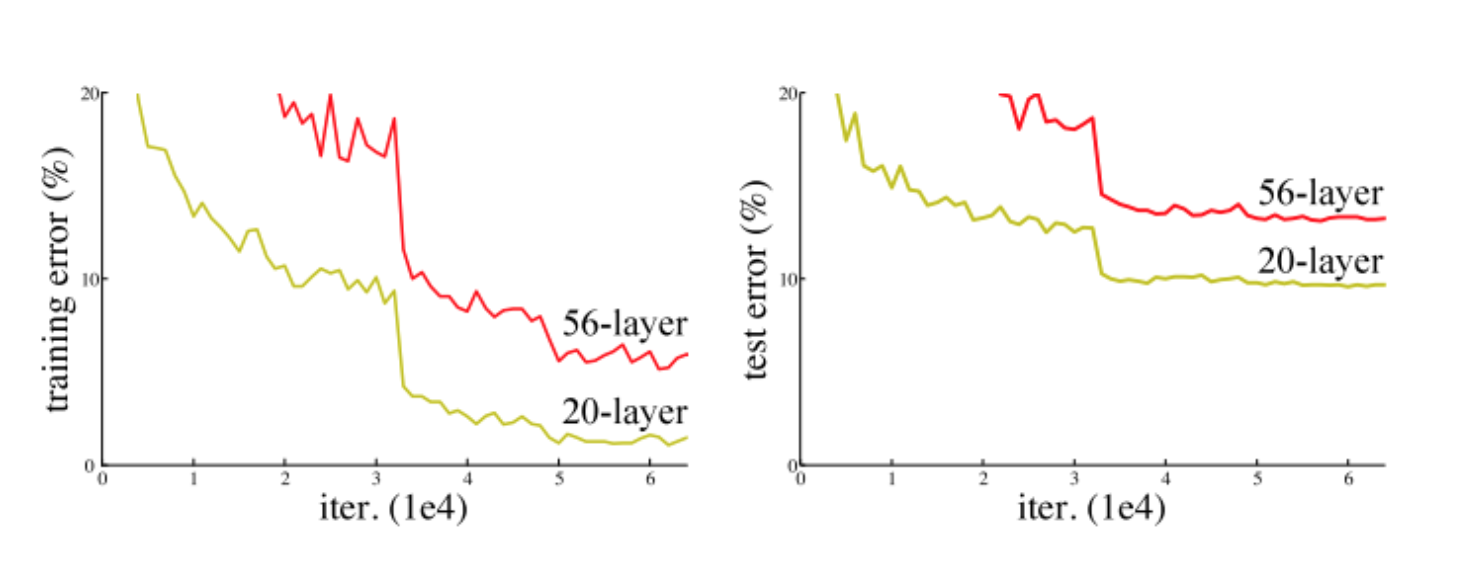 20
10
0
training error (%)
56-layer
20-layer
0 1 2 3 4 5 6
iter. (1e4)
20
10
0
test error (%)
56-layer
20-layer
0 1 2 3 4 5 6
iter. (1e4)